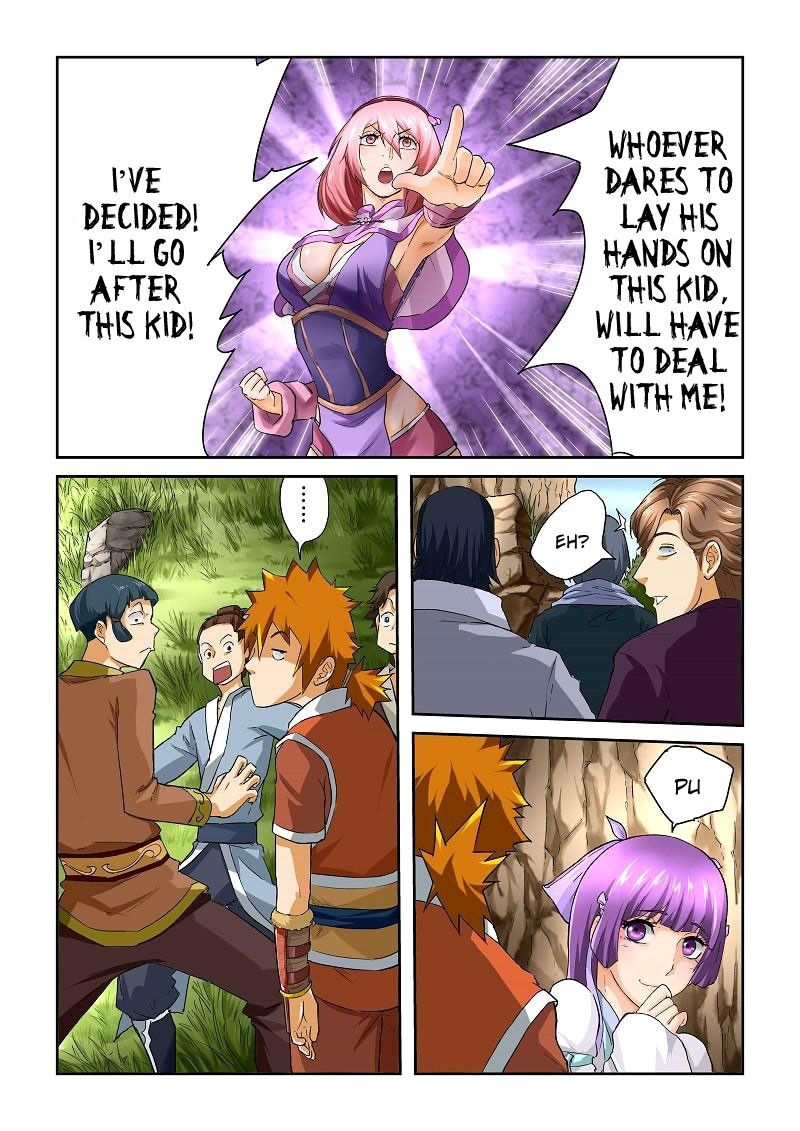 I'VE
DECIDED!
I'LL GO
AFTER
THIS KID!
WHOEVER
DARES TO
LAY HIS
HANDS ON
THIS KID,
WILL HAVE
TO DEAL
WITH ME!
......
EH?
PU